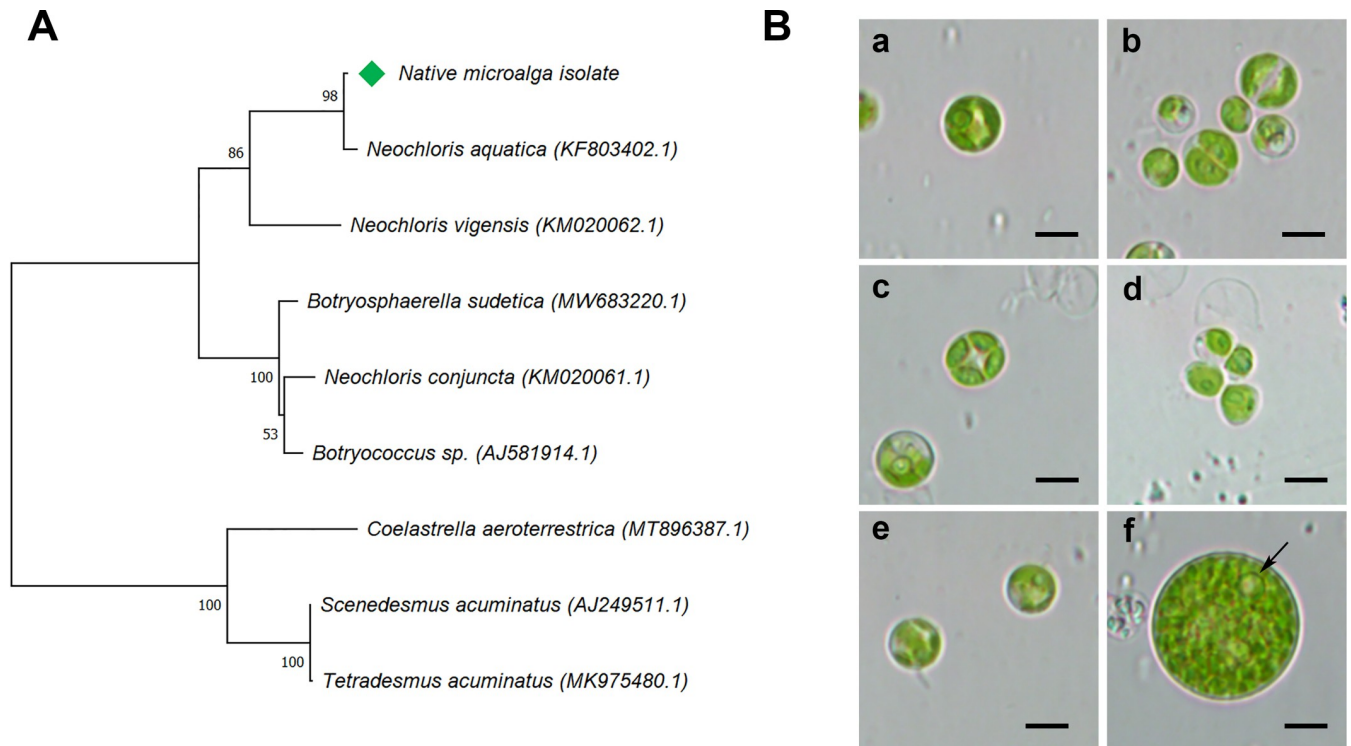 A
Native microalga isolate
98
Neochloris aquatica (KF803402.1)
86
Neochloris vigensis (KM020062.1)
Botryosphaerella sudetica (MW683220.1)
100
Neochloris conjuncta (KM020061.1)
53
Botryococcus sp. (AJ581914.1)
Coelastrella aeroterrestrica (MT896387.1)
100
Scenedesmus acuminatus (AJ249511.1)
100
Tetradesmus acuminatus (MK975480.1)
B
a
b
c
d
e
f